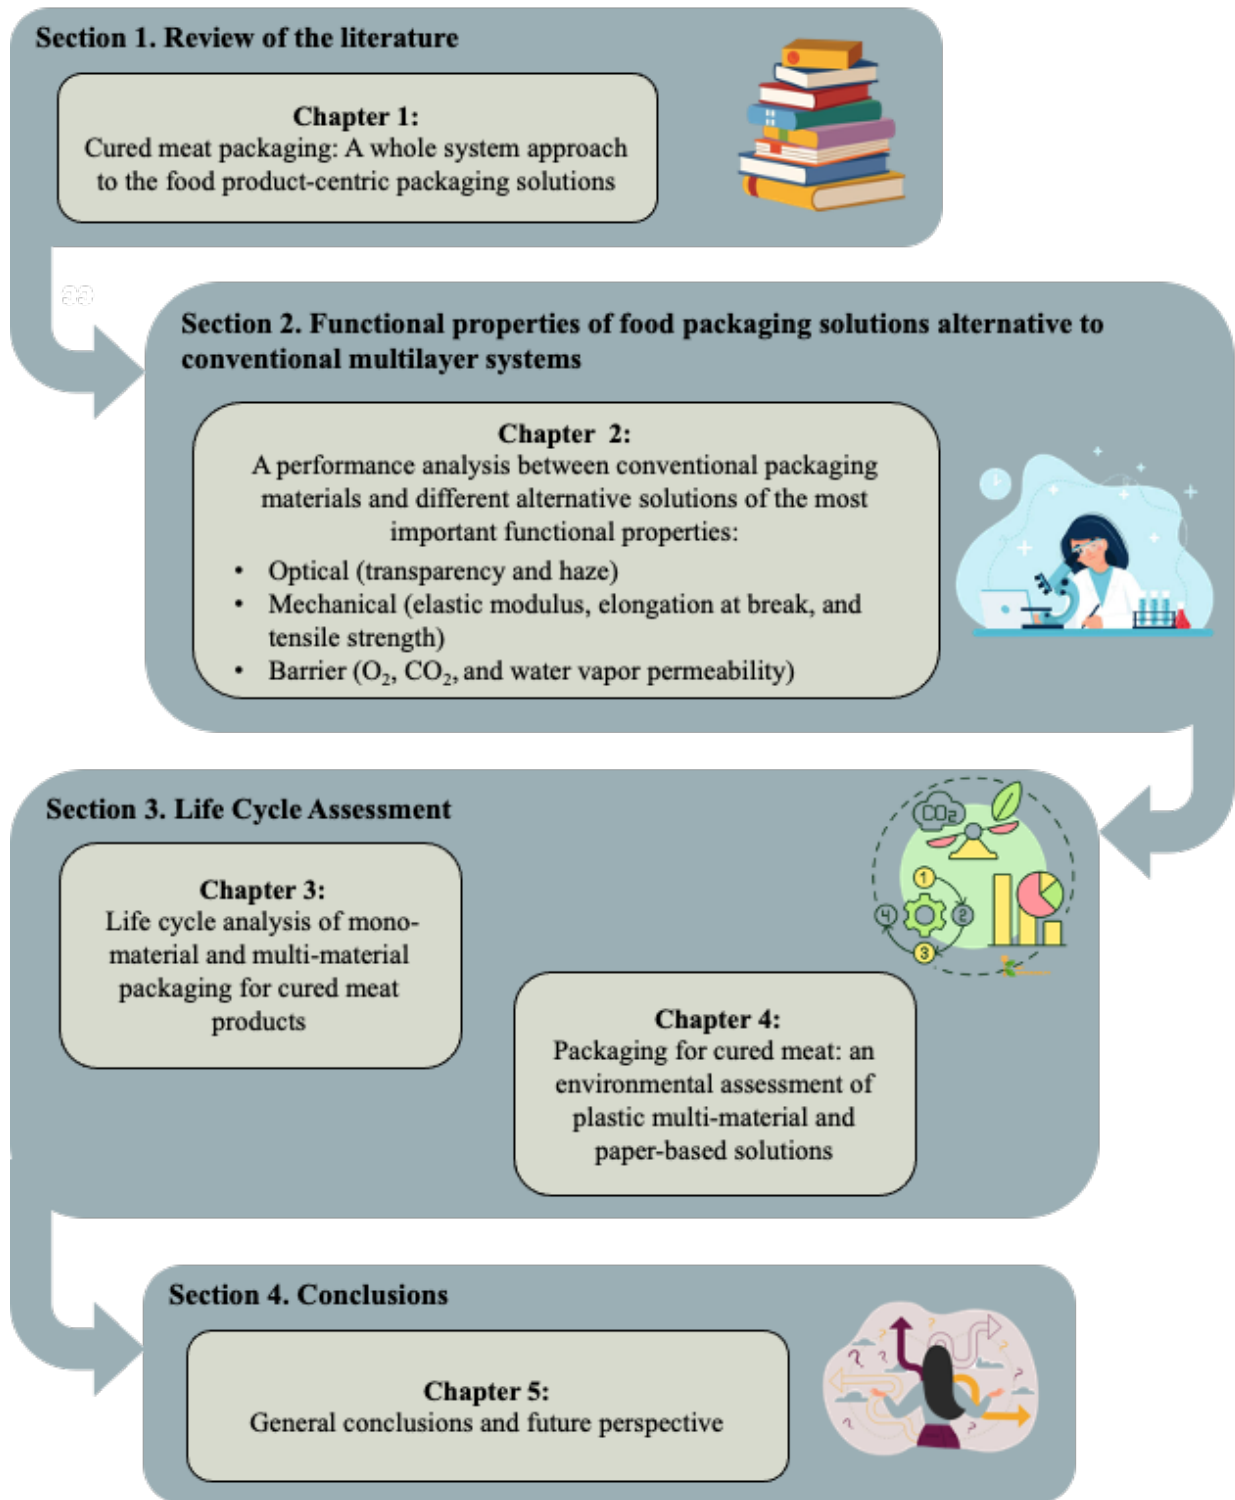 Section 1. Review of the literature
Chapter 1:
Cured meat packaging: A whole system approach
to the food product-centric packaging solutions
Section 2. Functional properties of food packaging solutions alternative to
conventional multilayer systems
Chapter 2:
A performance analysis between conventional packaging
materials and different alternative solutions of the most
important functional properties:
• Optical (transparency and haze)
• Mechanical (elastic modulus, elongation at break, and
tensile strength)
• Barrier (O₂, CO₂, and water vapor permeability)
Section 3. Life Cycle Assessment
CO₂
1
2
3
4
Chapter 3:
Life cycle analysis of mono-
material and multi-material
packaging for cured meat
products
Chapter 4:
Packaging for cured meat: an
environmental assessment of
plastic multi-material and
paper-based solutions
Section 4. Conclusions
Chapter 5:
General conclusions and future perspective
? ? ? ? ? ? ? ?